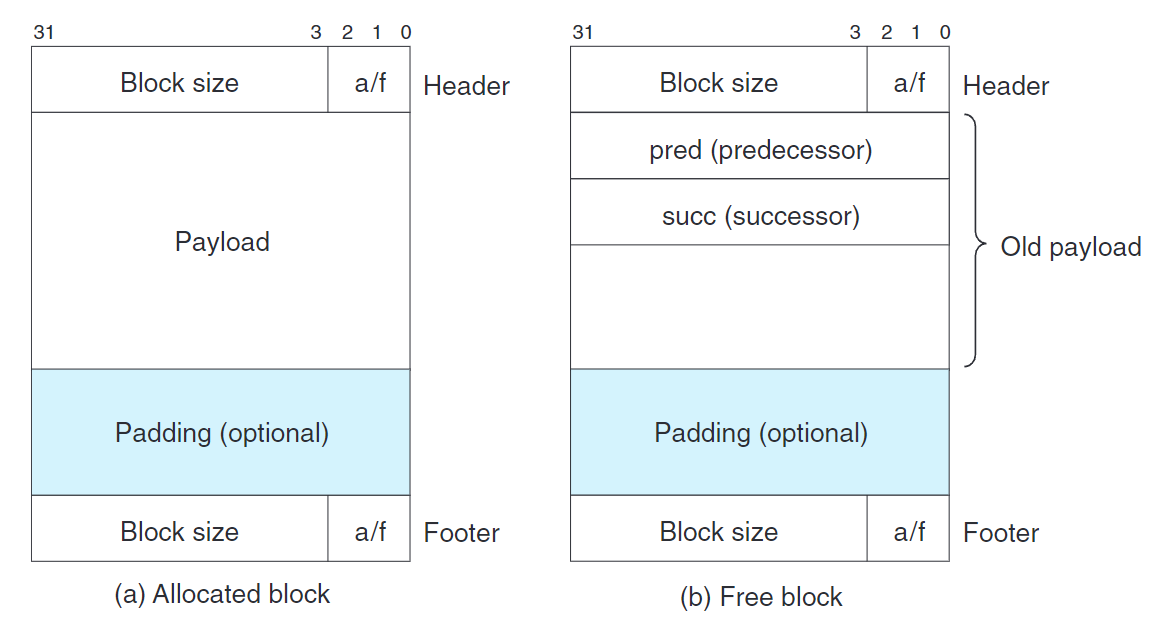 31 3 2 1 0
Block size a/f Header
Payload
Padding (optional)
Block size a/f Footer
(a) Allocated block
31 3 2 1 0
Block size a/f Header
pred (predecessor)
succ (successor)
Old payload
Padding (optional)
Block size a/f Footer
(b) Free block